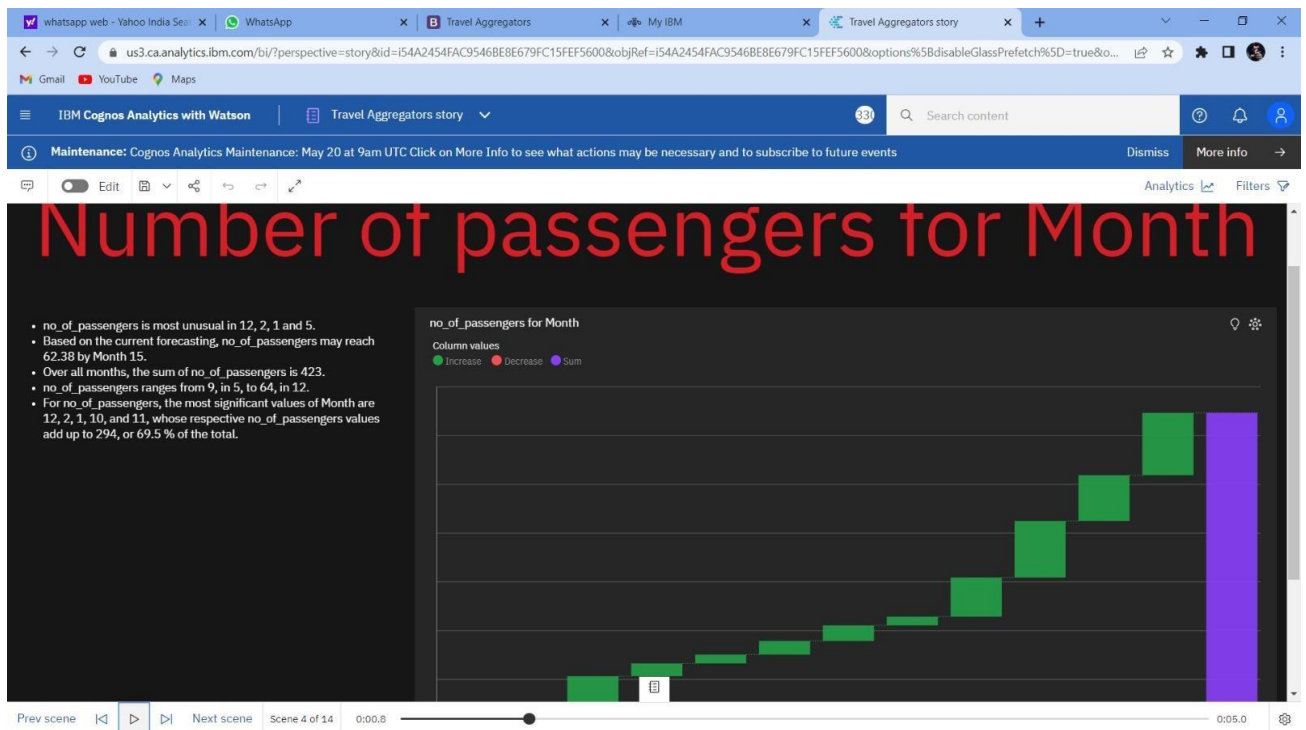 whatsapp web - Yahoo India Sea
WhatsApp
Travel Aggregators
My IBM
Travel Aggregators story
us3.ca.analytics.ibm.com/bi/?perspective=story&id=i54A2454FAC9546BE8E679FC15FEF5600&objRef=i54A2454FAC9546BE8E679FC15FEF5600&options%5BdisableGlassPrefetch%5D=true&o...
Gmail YouTube Maps
IBM Cognos Analytics with Watson
Travel Aggregators story
Search content
Maintenance: Cognos Analytics Maintenance: May 20 at 9am UTC Click on More Info to see what actions may be necessary and to subscribe to future events
Dismiss
More info
Edit
Analytics
Filters
Number of passengers for Month
• no_of_passengers is most unusual in 12, 2, 1 and 5.
• Based on the current forecasting, no_of_passengers may reach
62.38 by Month 15.
• Over all months, the sum of no_of_passengers is 423.
• no_of_passengers ranges from 9, in 5, to 64, in 12.
• For no_of_passengers, the most significant values of Month are
12, 2, 1, 10, and 11, whose respective no_of_passengers values
add up to 294, or 69.5 % of the total.
no_of_passengers for Month
Column values
Increase Decrease Sum
Prev scene
Next scene
Scene 4 of 14
0:00.8
0:05.0